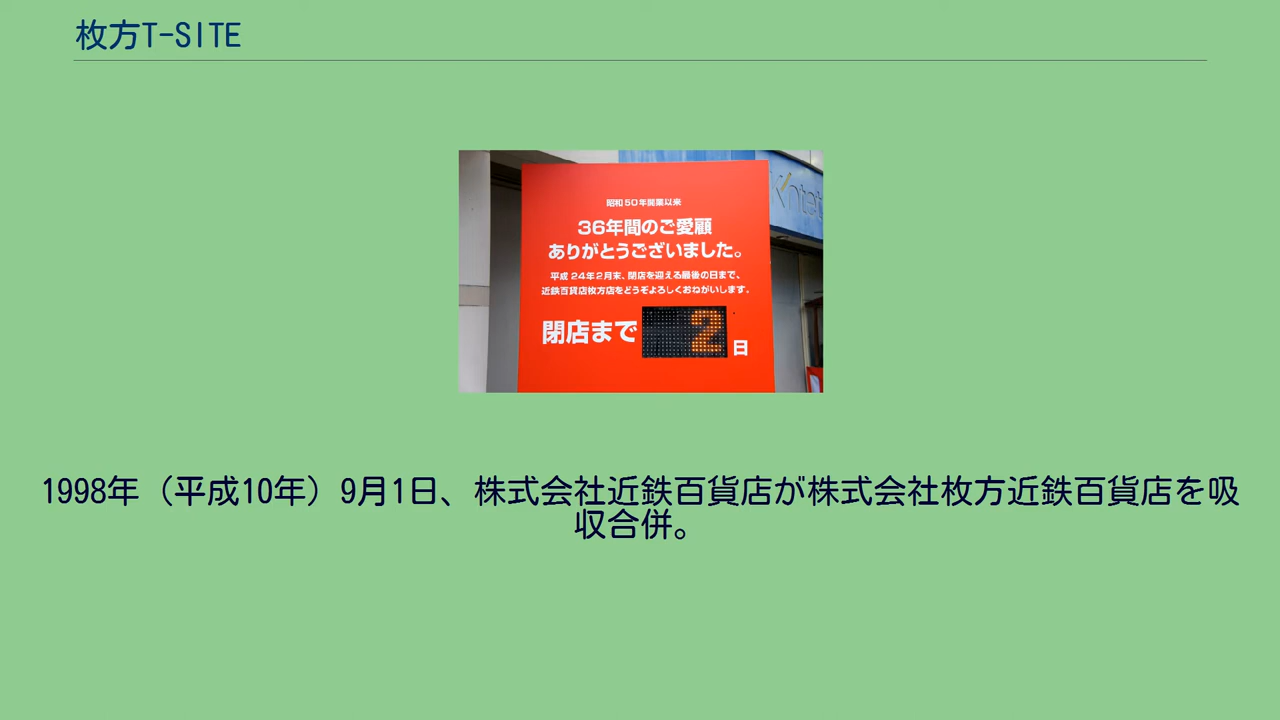 枚方T-SITE
Kintet
昭和50年開業以来
36年間のご愛顧
ありがとうございました。
平成24年2月末、閉店を迎える最後の日まで、
近鉄百貨店枚方店をどうぞよろしくおねがいします。
閉店まで 2 日
1998年（平成10年）9月1日、株式会社近鉄百貨店が株式会社枚方近鉄百貨店を吸
収合併。